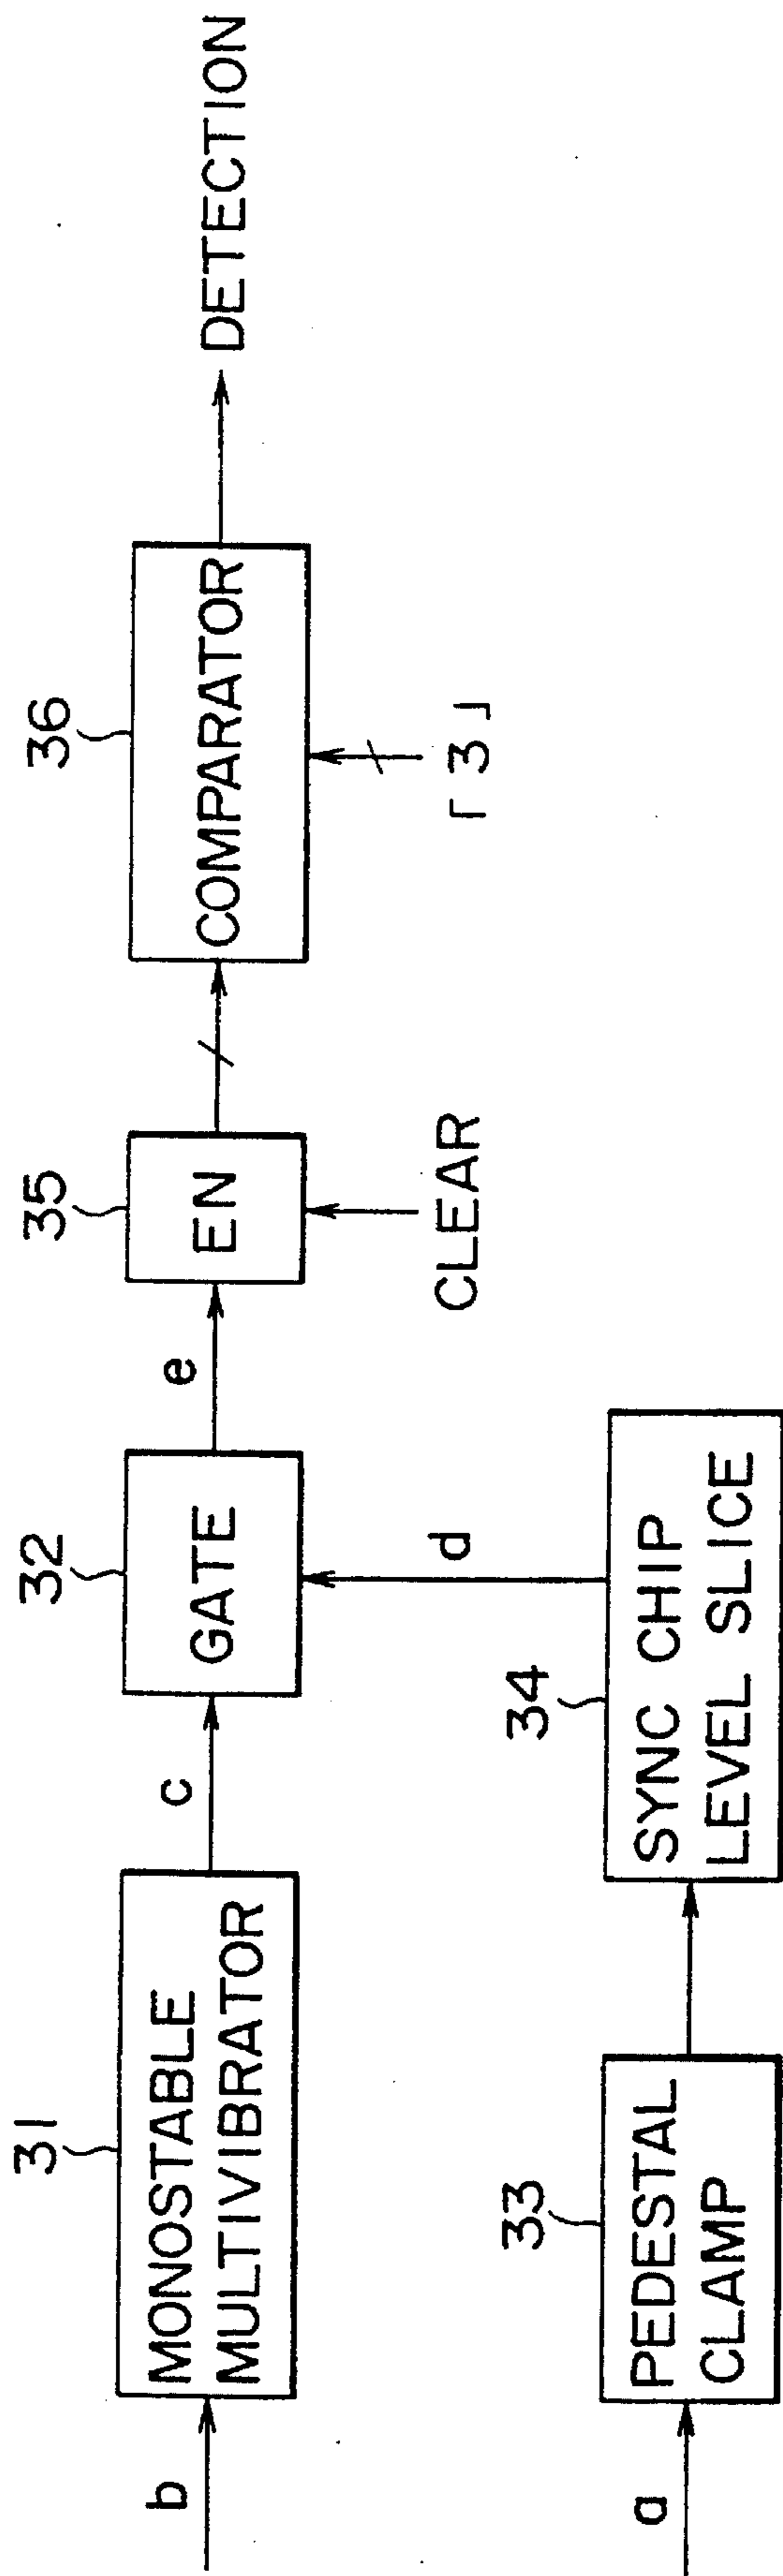 b
31
MONOSTABLE
MULTIVIBRATOR
c
32
GATE
e
35
EN
CLEAR
36
COMPARATOR
「3」
DETECTION
a
33
PEDESTAL
CLAMP
34
SYNC CHIP
LEVEL SLICE
d